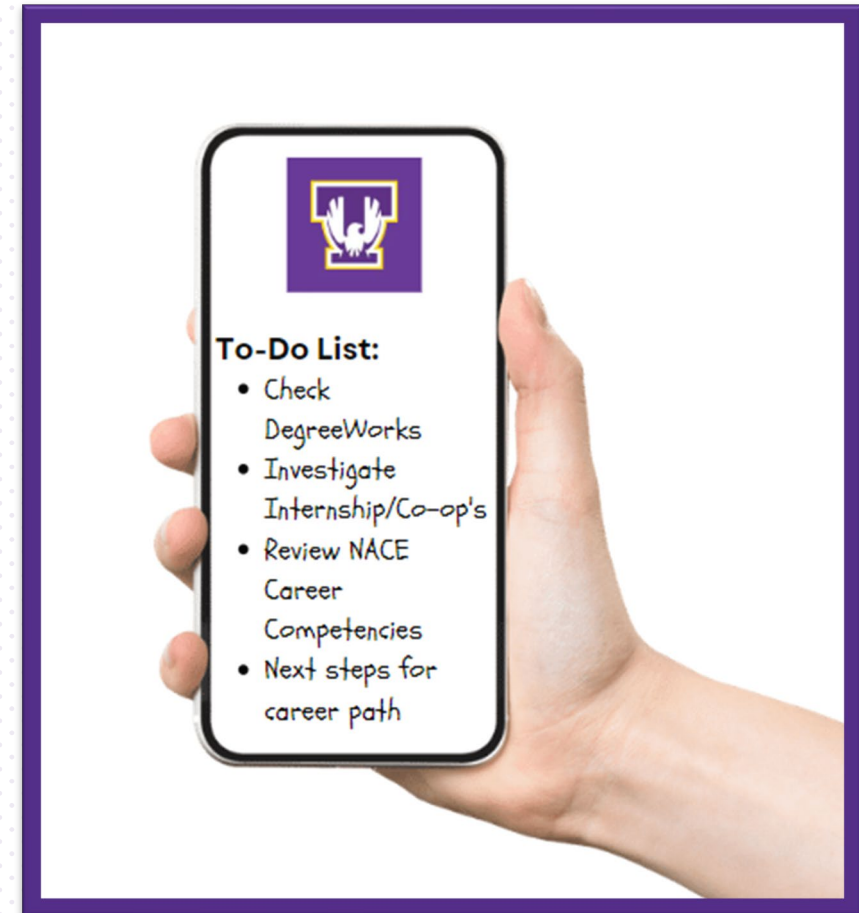 To-Do List:
• Check
DegreeWorks
• Investigate
Internship/Co-op's
• Review NACE
Career
Competencies
• Next steps for
career path